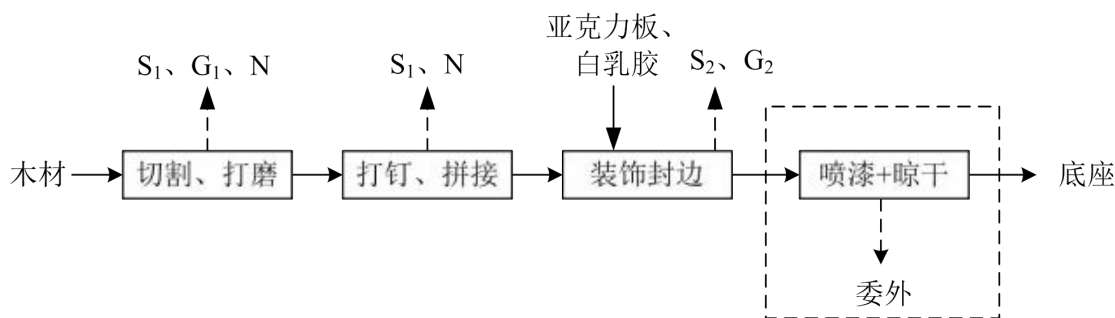 亚克力板、
白乳胶
S₁、G₁、N
S₁、N
S₂、G₂
木材
切割、打磨
打钉、拼接
装饰封边
喷漆+晾干
底座
委外